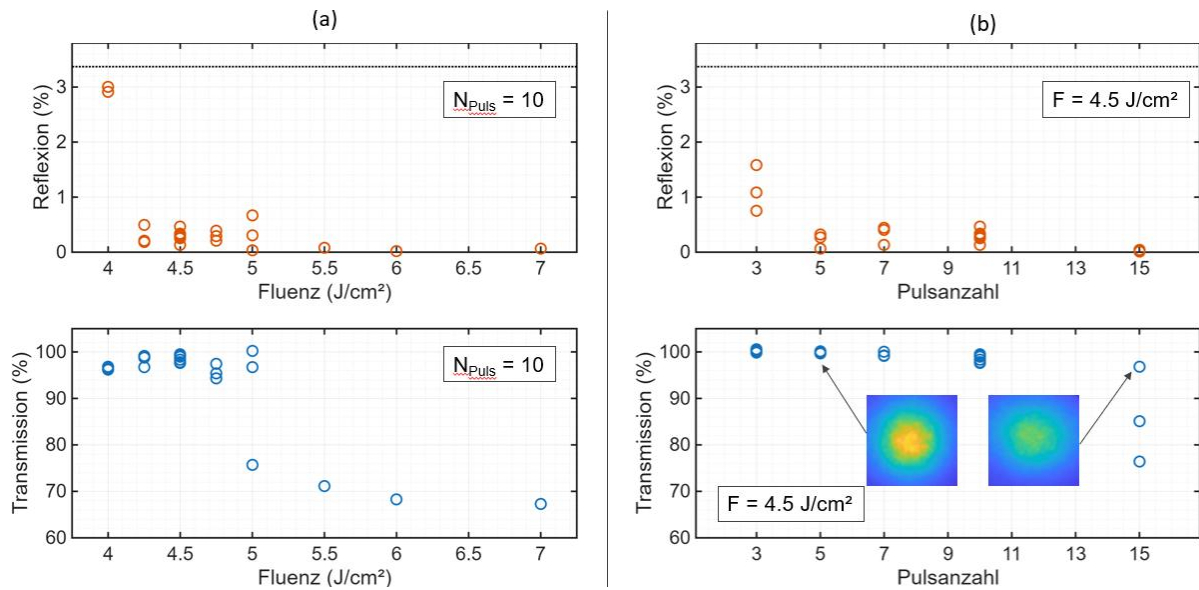 (a)
Reflexion (%)
3
2
1
0
N_Puls = 10
4 4.5 5 5.5 6 6.5 7
Fluenz (J/cm²)
Transmission (%)
100
90
80
70
60
N_Puls = 10
4 4.5 5 5.5 6 6.5 7
Fluenz (J/cm²)
(b)
Reflexion (%)
3
2
1
0
F = 4.5 J/cm²
3 5 7 9 11 13 15
Pulsanzahl
Transmission (%)
100
90
80
70
60
F = 4.5 J/cm²
3 5 7 9 11 13 15
Pulsanzahl